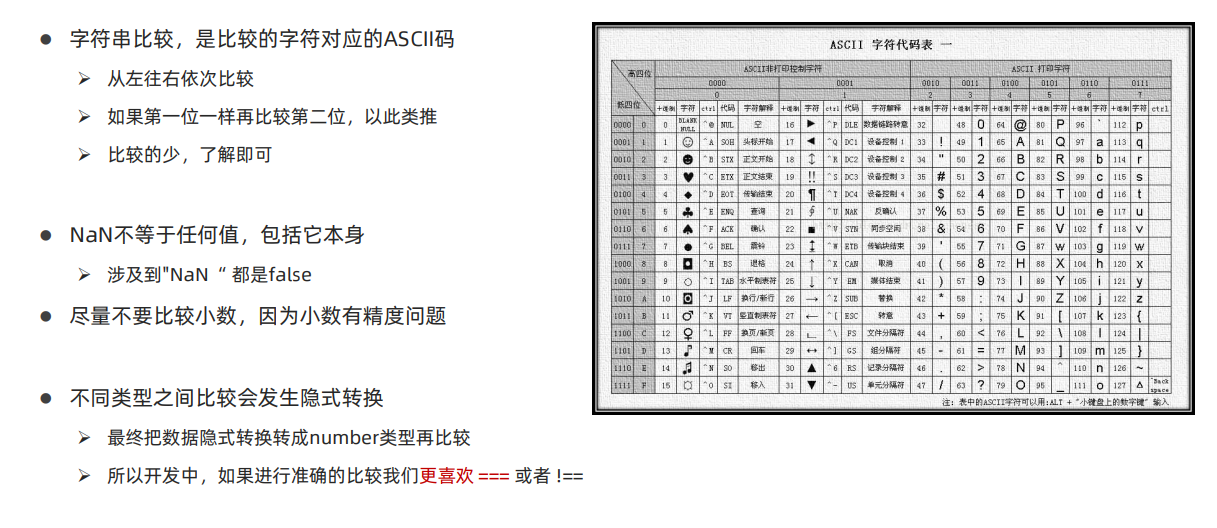 ● 字符串比较，是比较的字符对应的ASCII码
➢ 从左往右依次比较
➢ 如果第一位一样再比较第二位，以此类推
➢ 比较的少，了解即可
● NaN不等于任何值，包括它本身
➢ 涉及到"NaN “ 都是false
● 尽量不要比较小数，因为小数有精度问题
● 不同类型之间比较会发生隐式转换
➢ 最终把数据隐式转换转成number类型再比较
➢ 所以开发中，如果进行准确的比较我们更喜欢 === 或者 !==
ASCII 字符代码表 一
高四位 ASCII非打印控制字符 ASCII 打印字符
0000 0001 0010 0011 0100 0101 0110 0111
低四位 0 1 2 3 4 5 6 7
十进制 字符 ctrl 代码 字符解释 十进制 字符 ctrl 代码 字符解释 十进制 字符 十进制 字符 十进制 字符 十进制 字符 十进制 字符 十进制 字符 ctrl
0000 0 0 BLANK NULL ^@ NUL 空 16 ► ^P DLE 数据链路转意 32 48 0 64 @ 80 P 96 ` 112 p
0001 1 1 ☺ ^A SOH 头标开始 17 ◄ ^Q DC1 设备控制 1 33 ! 49 1 65 A 81 Q 97 a 113 q
0010 2 2 ☻ ^B STX 正文开始 18 ↕ ^R DC2 设备控制 2 34 " 50 2 66 B 82 R 98 b 114 r
0011 3 3 ♥ ^C ETX 正文结束 19 !! ^S DC3 设备控制 3 35 # 51 3 67 C 83 S 99 c 115 s
0100 4 4 ◆ ^D EOT 传输结束 20 ¶ ^T DC4 设备控制 4 36 $ 52 4 68 D 84 T 100 d 116 t
0101 5 5 ♣ ^E ENQ 查询 21 ∮ ^U NAK 反确认 37 % 53 5 69 E 85 U 101 e 117 u
0110 6 6 ♠ ^F ACK 确认 22 ■ ^V SYN 同步空闲 38 & 54 6 70 F 86 V 102 f 118 v
0111 7 7 ● ^G BEL 震铃 23 ↨ ^W ETB 传输块结束 39 ' 55 7 71 G 87 w 103 g 119 w
1000 8 8 ◘ ^H BS 退格 24 ↑ ^X CAN 取消 40 ( 56 8 72 H 88 X 104 h 120 x
1001 9 9 ○ ^I TAB 水平制表符 25 ↓ ^Y EM 媒体结束 41 ) 57 9 73 I 89 Y 105 i 121 y
1010 A 10 ◙ ^J LF 换行/新行 26 → ^Z SUB 替换 42 * 58 : 74 J 90 Z 106 j 122 z
1011 B 11 ♂ ^K VT 竖直制表符 27 ← ^[ ESC 转意 43 + 59 ; 75 K 91 [ 107 k 123 {
1100 C 12 ♀ ^L FF 换页/新页 28 ∟ ^\ FS 文件分隔符 44 , 60 < 76 L 92 \ 108 l 124 |
1101 D 13 ♪ ^M CR 回车 29 ↔ ^] GS 组分隔符 45 - 61 = 77 M 93 ] 109 m 125 }
1110 E 14 ♫ ^N SO 移出 30 ▲ ^6 RS 记录分隔符 46 . 62 > 78 N 94 ^ 110 n 126 ~
1111 F 15 ☼ ^O SI 移入 31 ▼ ^- US 单元分隔符 47 / 63 ? 79 O 95 _ 111 o 127 Δ ^Back space
注：表中的ASCII字符可以用:ALT + "小键盘上的数字键" 输入